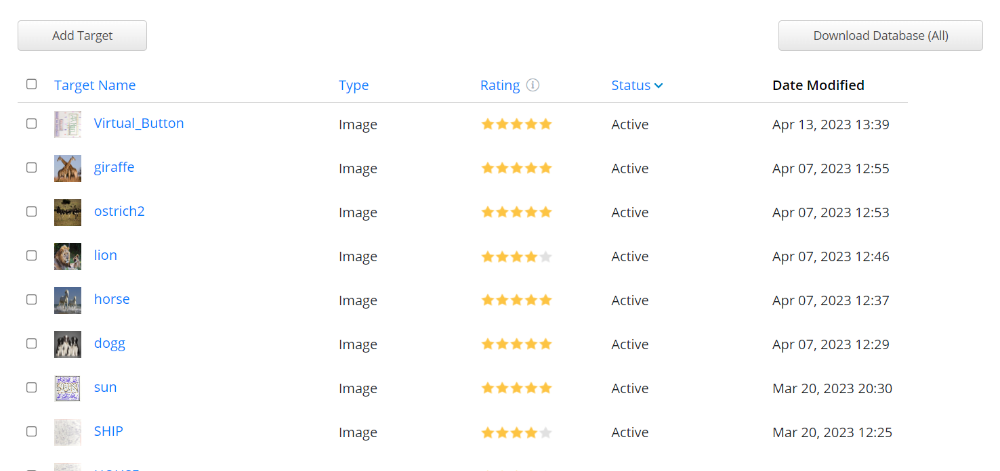 Add Target
Download Database (All)
Target Name Type Rating Status Date Modified
Virtual_Button Image Active Apr 13, 2023 13:39
giraffe Image Active Apr 07, 2023 12:55
ostrich2 Image Active Apr 07, 2023 12:53
lion Image Active Apr 07, 2023 12:46
horse Image Active Apr 07, 2023 12:37
dogg Image Active Apr 07, 2023 12:29
SUN
sun Image Active Mar 20, 2023 20:30
SHIP Image Active Mar 20, 2023 12:25